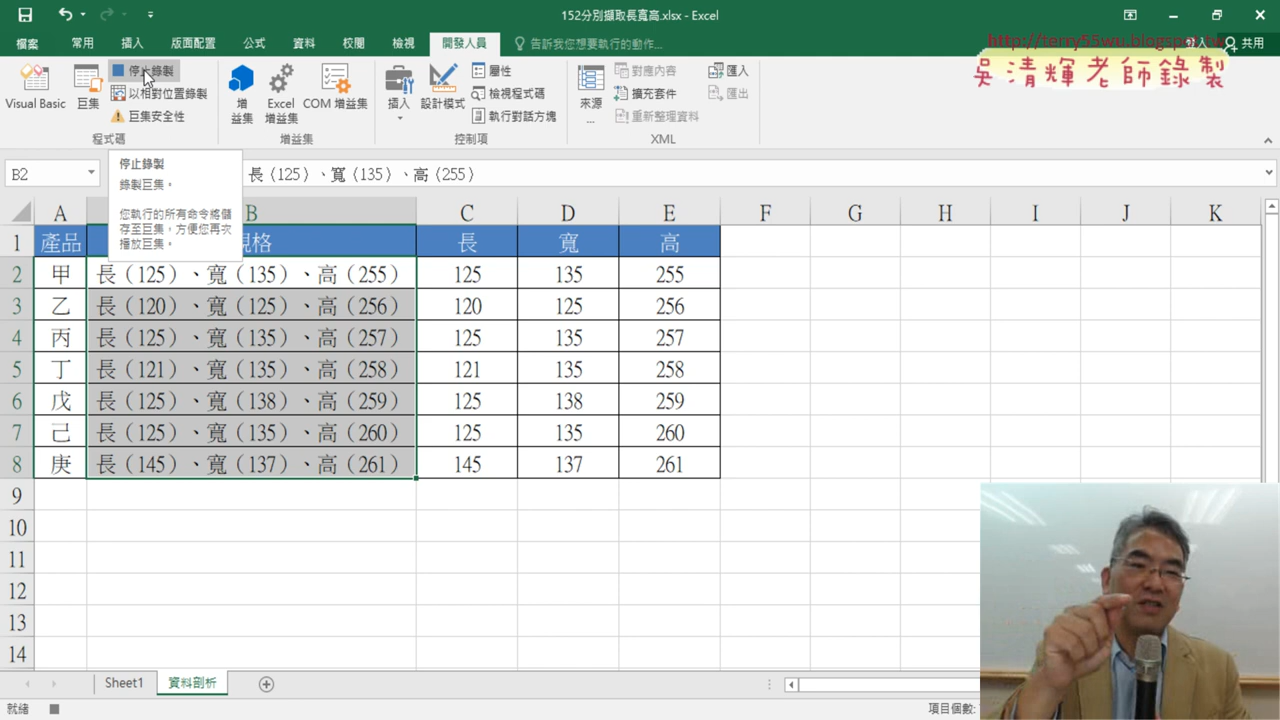 152分別擷取長寬高.xlsx - Excel
http://terry55wu.blogspot.tw
吳清輝老師錄製
檔案 常用 插入 版面配置 公式 資料 校閱 檢視 開發人員 告訴我您想要執行的動作... 登入 共用
Visual Basic 巨集 停止錄製 以相對位置錄製 巨集安全性
增益集 Excel 增益集 COM 增益集
插入 設計模式 屬性 檢視程式碼 執行對話方塊
來源... 對應內容 擴充套件 重新整理資料 匯入 匯出
程式碼 增益集 控制項 XML
B2 長（125）、寬（135）、高（255）
停止錄製
錄製巨集。
您執行的所有命令將儲
存至巨集，方便您再次
播放巨集。
A B C D E F G H I J K
1 產品 規格 長 寬 高
2 甲 長（125）、寬（135）、高（255） 125 135 255
3 乙 長（120）、寬（125）、高（256） 120 125 256
4 丙 長（125）、寬（135）、高（257） 125 135 257
5 丁 長（121）、寬（135）、高（258） 121 135 258
6 戊 長（125）、寬（138）、高（259） 125 138 259
7 己 長（125）、寬（135）、高（260） 125 135 260
8 庚 長（145）、寬（137）、高（261） 145 137 261
9
10
11
12
13
14
Sheet1 資料剖析
就緒 項目個數: